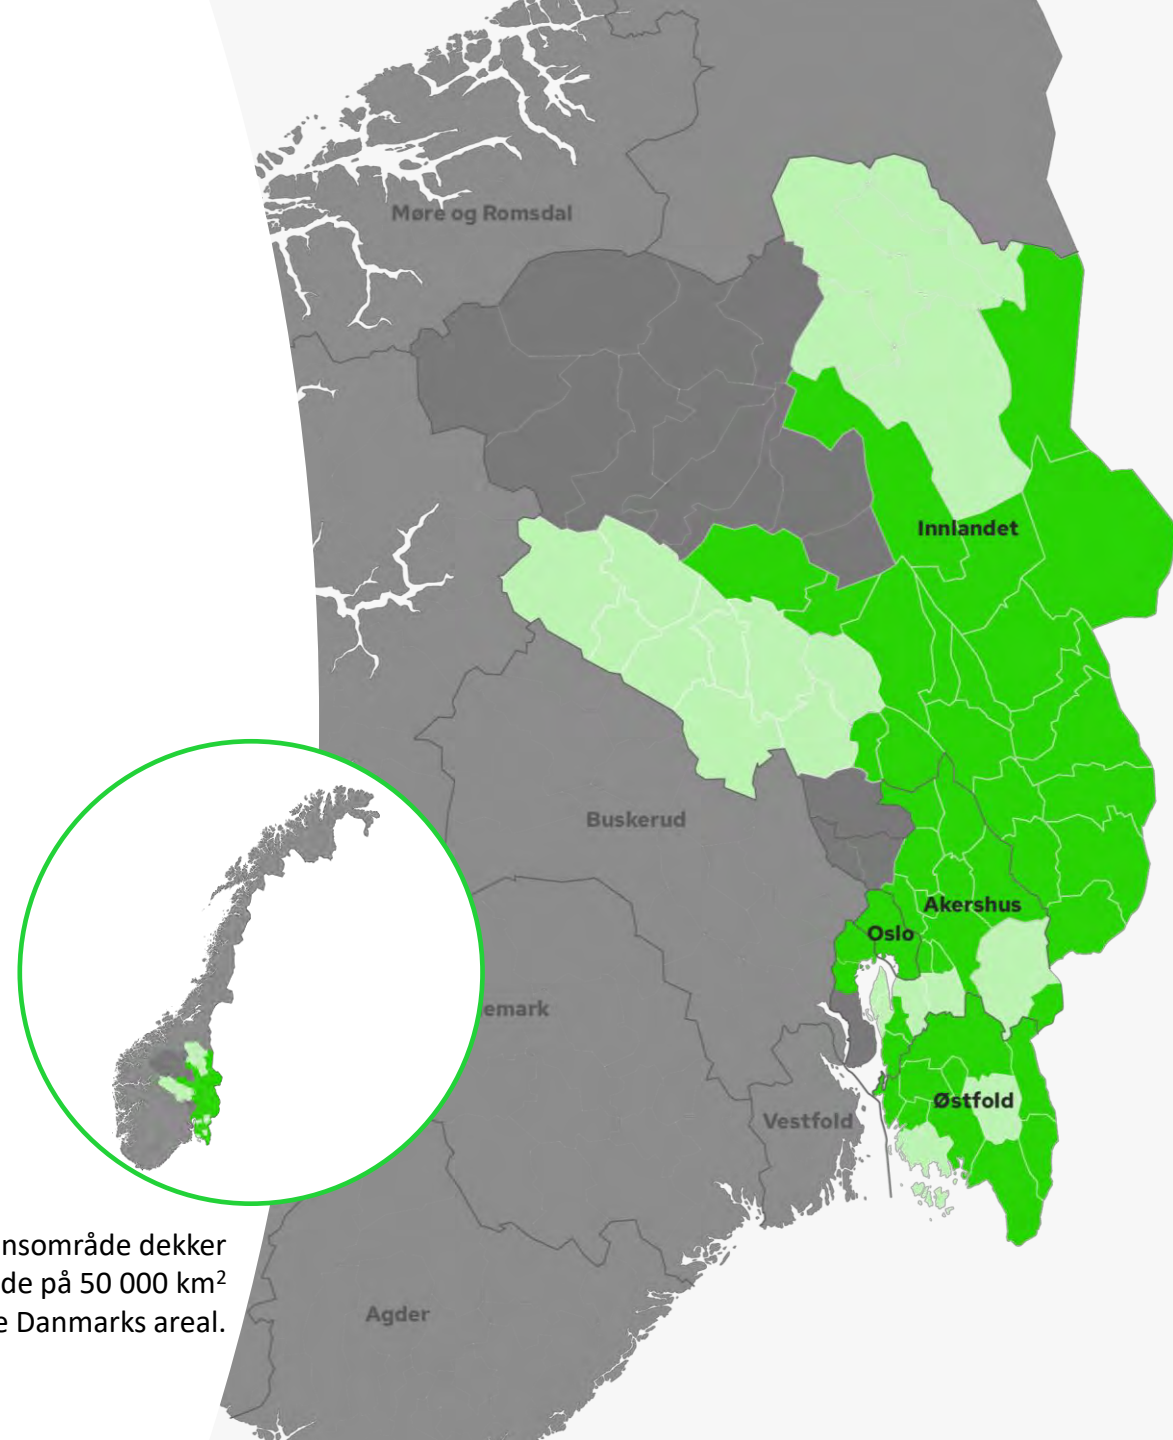 Møre og Romsdal
Innlandet
Buskerud
Akershus
Oslo
emark
Østfold
Vestfold
nsområde dekker
de på 50 000 km²
e Danmarks areal.
Agder